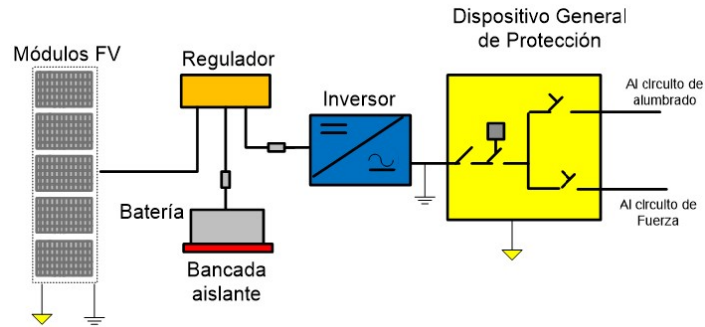 Dispositivo General
de Protección
Módulos FV
Regulador
Inversor
Al circuito de
alumbrado
Batería
Al circuito de
Fuerza
Bancada
aislante